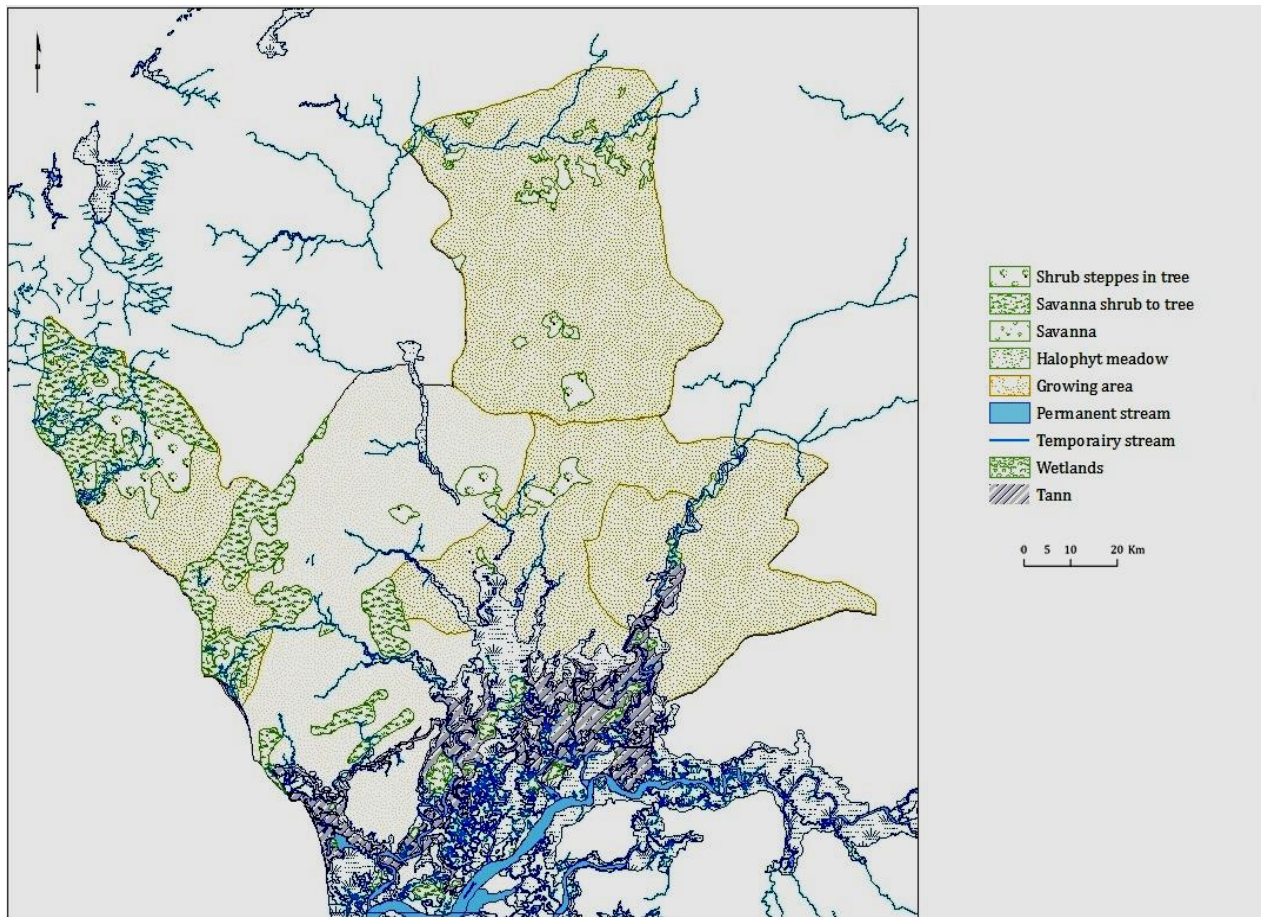 Shrub steppes in tree
Savanna shrub to tree
Savanna
Halophyt meadow
Growing area
Permanent stream
Temporairy stream
Wetlands
Tann
0 5 10 20 Km